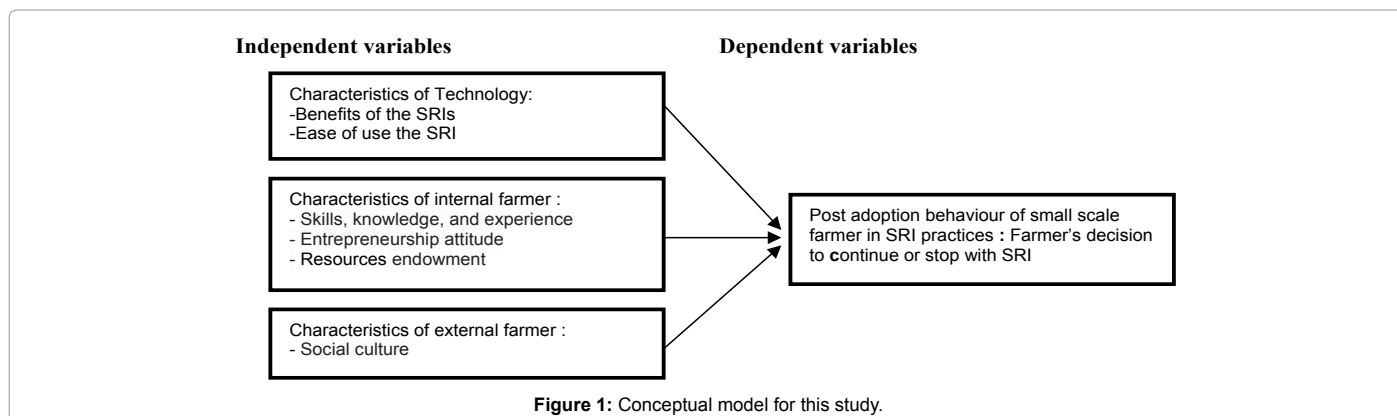 Independent variables
Dependent variables
Characteristics of Technology:
-Benefits of the SRIs
-Ease of use the SRI
Characteristics of internal farmer :
- Skills, knowledge, and experience
- Entrepreneurship attitude
- Resources endowment
Characteristics of external farmer :
- Social culture
Post adoption behaviour of small scale
farmer in SRI practices : Farmer's decision
to continue or stop with SRI
Figure 1: Conceptual model for this study.